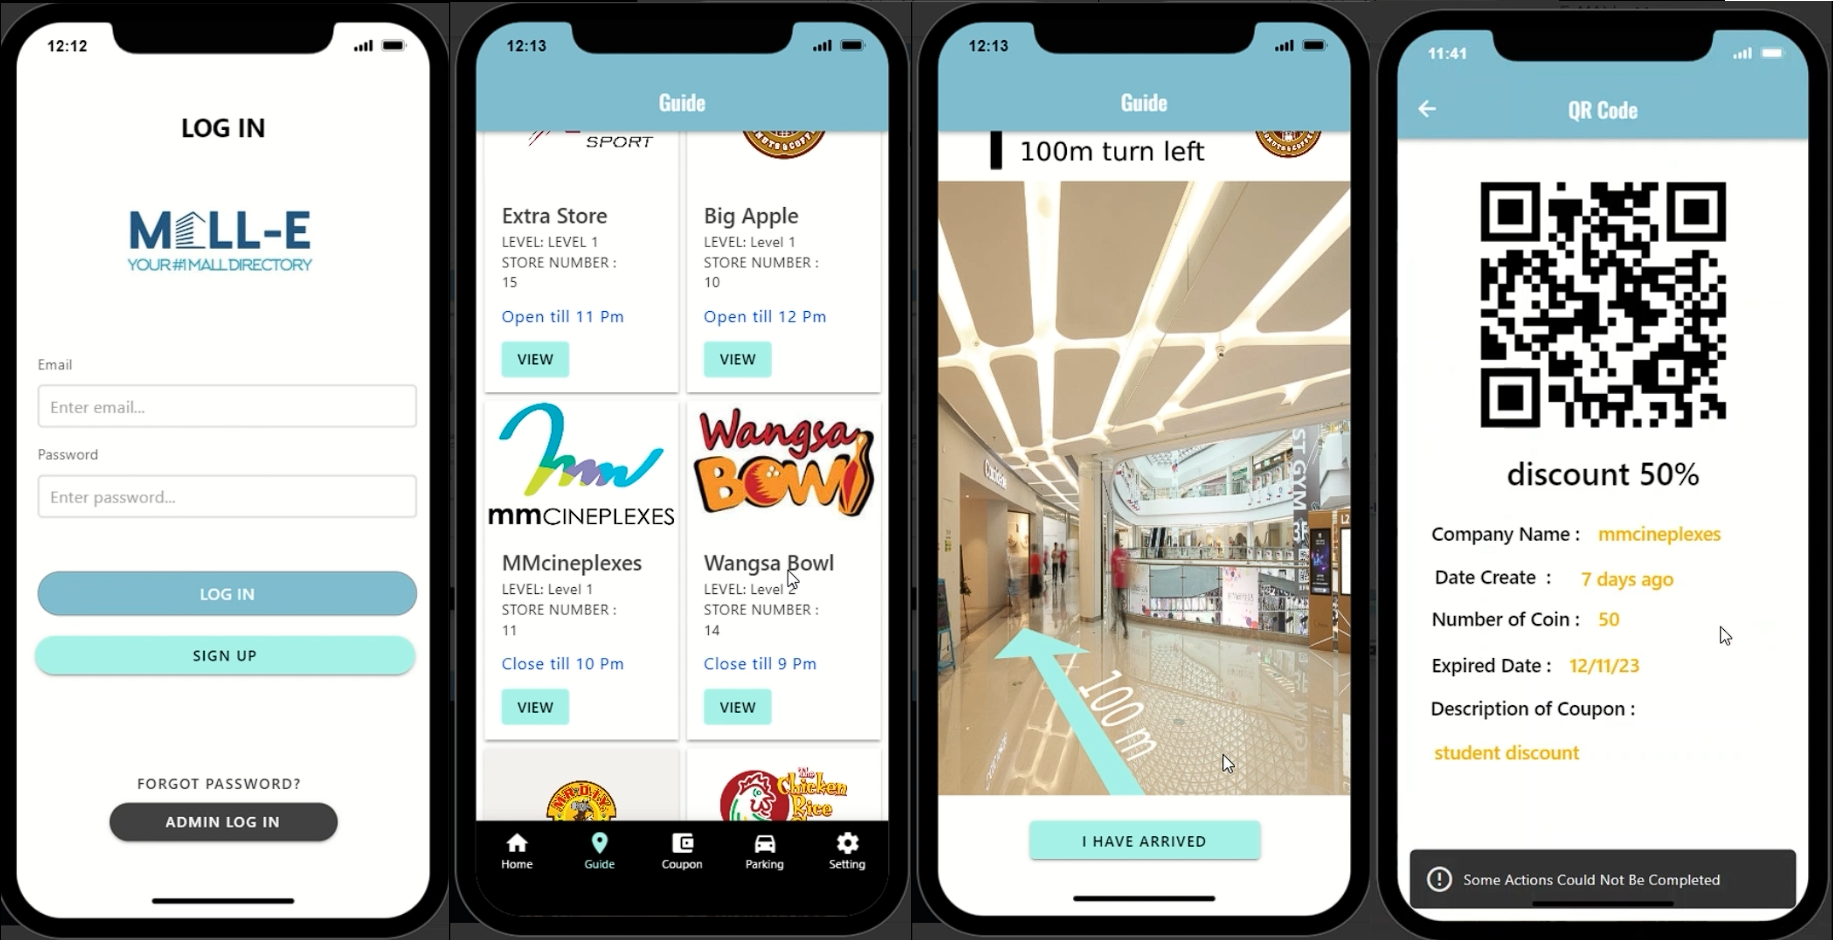 12:12
LOG IN
MALL-E
YOUR #1 MALL DIRECTORY
Email
Enter email...
Password
Enter password...
LOG IN
SIGN UP
FORGOT PASSWORD?
ADMIN LOG IN
12:13
Guide
SPORT
Extra Store
LEVEL: LEVEL 1
STORE NUMBER :
15
Open till 11 Pm
VIEW
Big Apple
LEVEL: Level 1
STORE NUMBER :
10
Open till 12 Pm
VIEW
mmCINEPLEXES
MMcineplexes
LEVEL: Level 1
STORE NUMBER :
11
Close till 10 Pm
VIEW
Wangsa
BOWL
Wangsa Bowl
LEVEL: Level 2
STORE NUMBER :
14
Close till 9 Pm
VIEW
MR.D.I.Y.
The
Chicken
Rice
Home
Guide
Coupon
Parking
Setting
12:13
Guide
100m turn left
100 m
I HAVE ARRIVED
11:41
QR Code
discount 50%
Company Name : mmcineplexes
Date Create : 7 days ago
Number of Coin : 50
Expired Date : 12/11/23
Description of Coupon :
student discount
Some Actions Could Not Be Completed